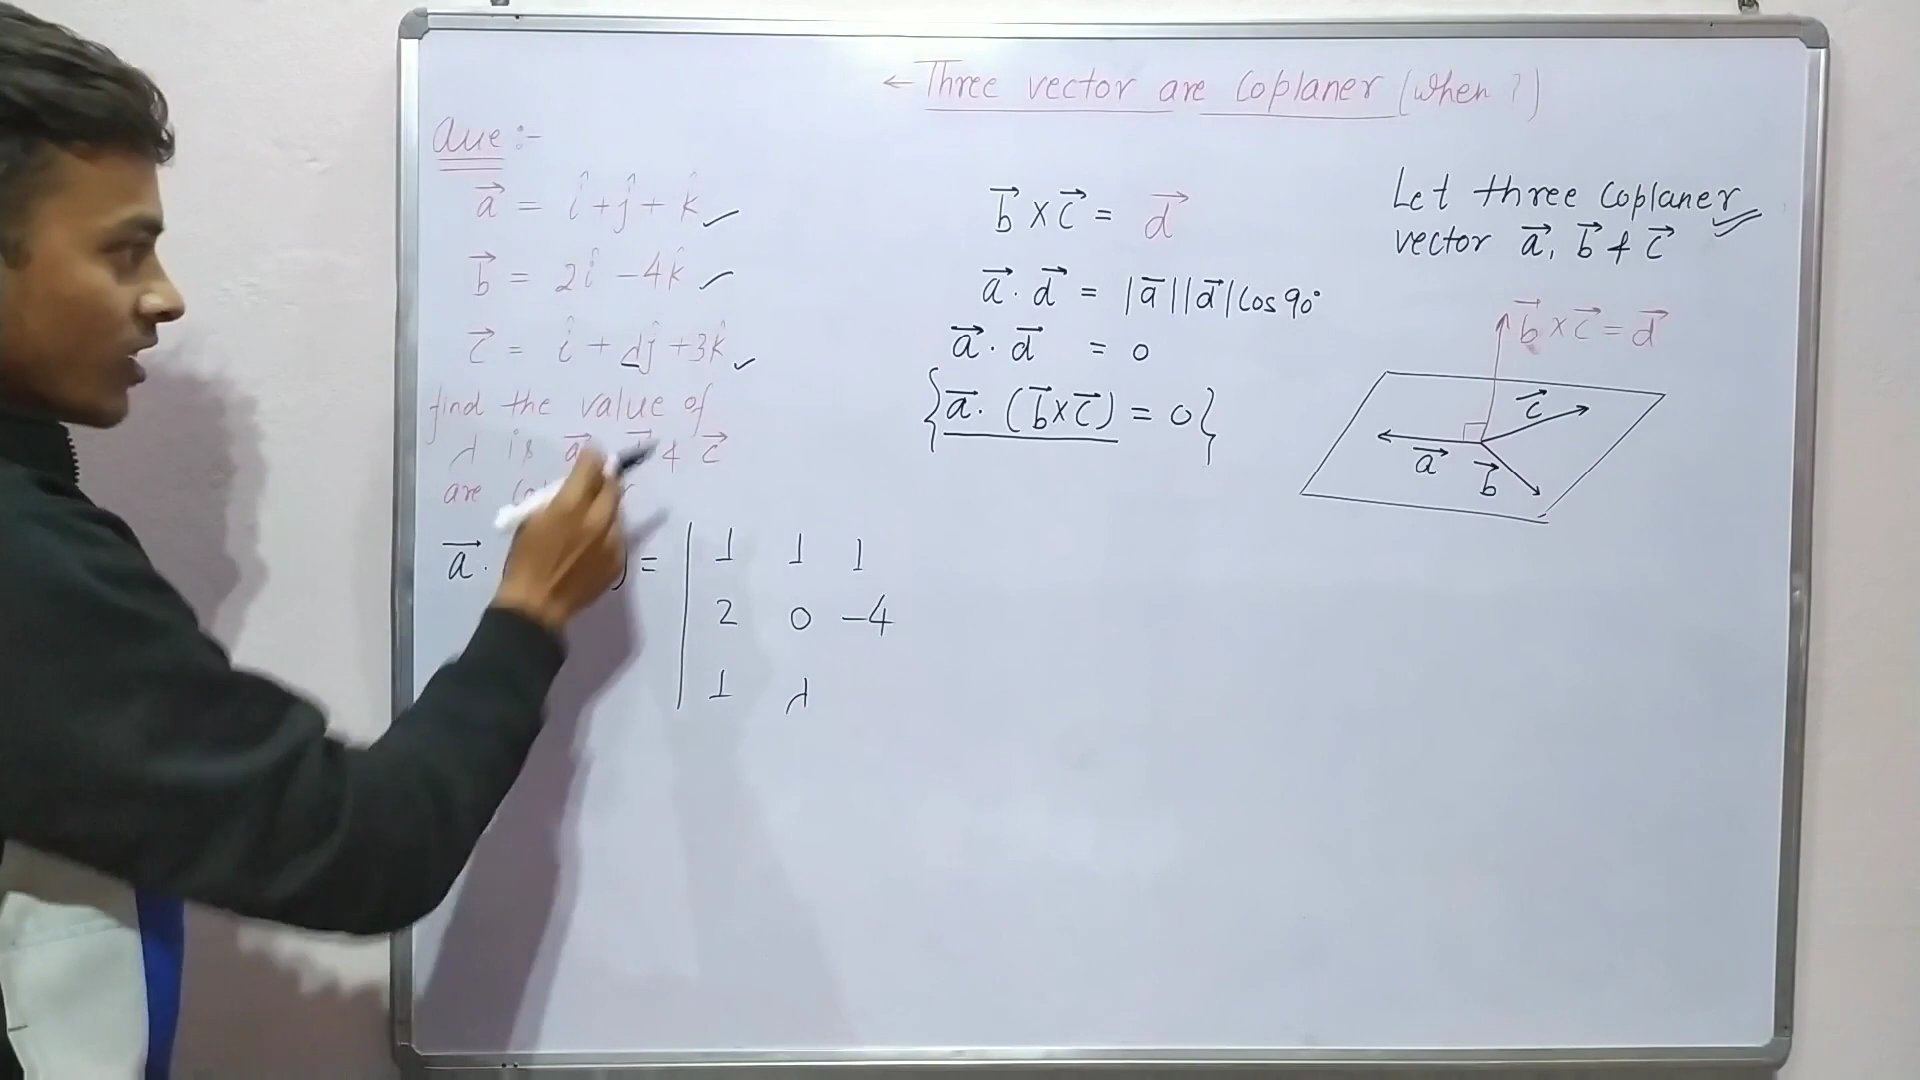 ← Three vector are Coplaner (when ?)
Que :-
a⃗ = î + ĵ + k̂
b⃗ = 2î - 4k̂
c⃗ = î + λĵ + 3k̂
find the value of
λ is a⃗ b⃗ & c⃗
are
a⃗ · ) =
1 1 1
2 0 -4
1 λ
b⃗ × c⃗ = d⃗
a⃗ · d⃗ = |a⃗| |d⃗| Cos 90°
a⃗ · d⃗ = 0
{a⃗ · (b⃗ × c⃗) = 0}
Let three Coplaner
vector a⃗, b⃗ & c⃗
b⃗ × c⃗ = d⃗
c⃗
a⃗
b⃗